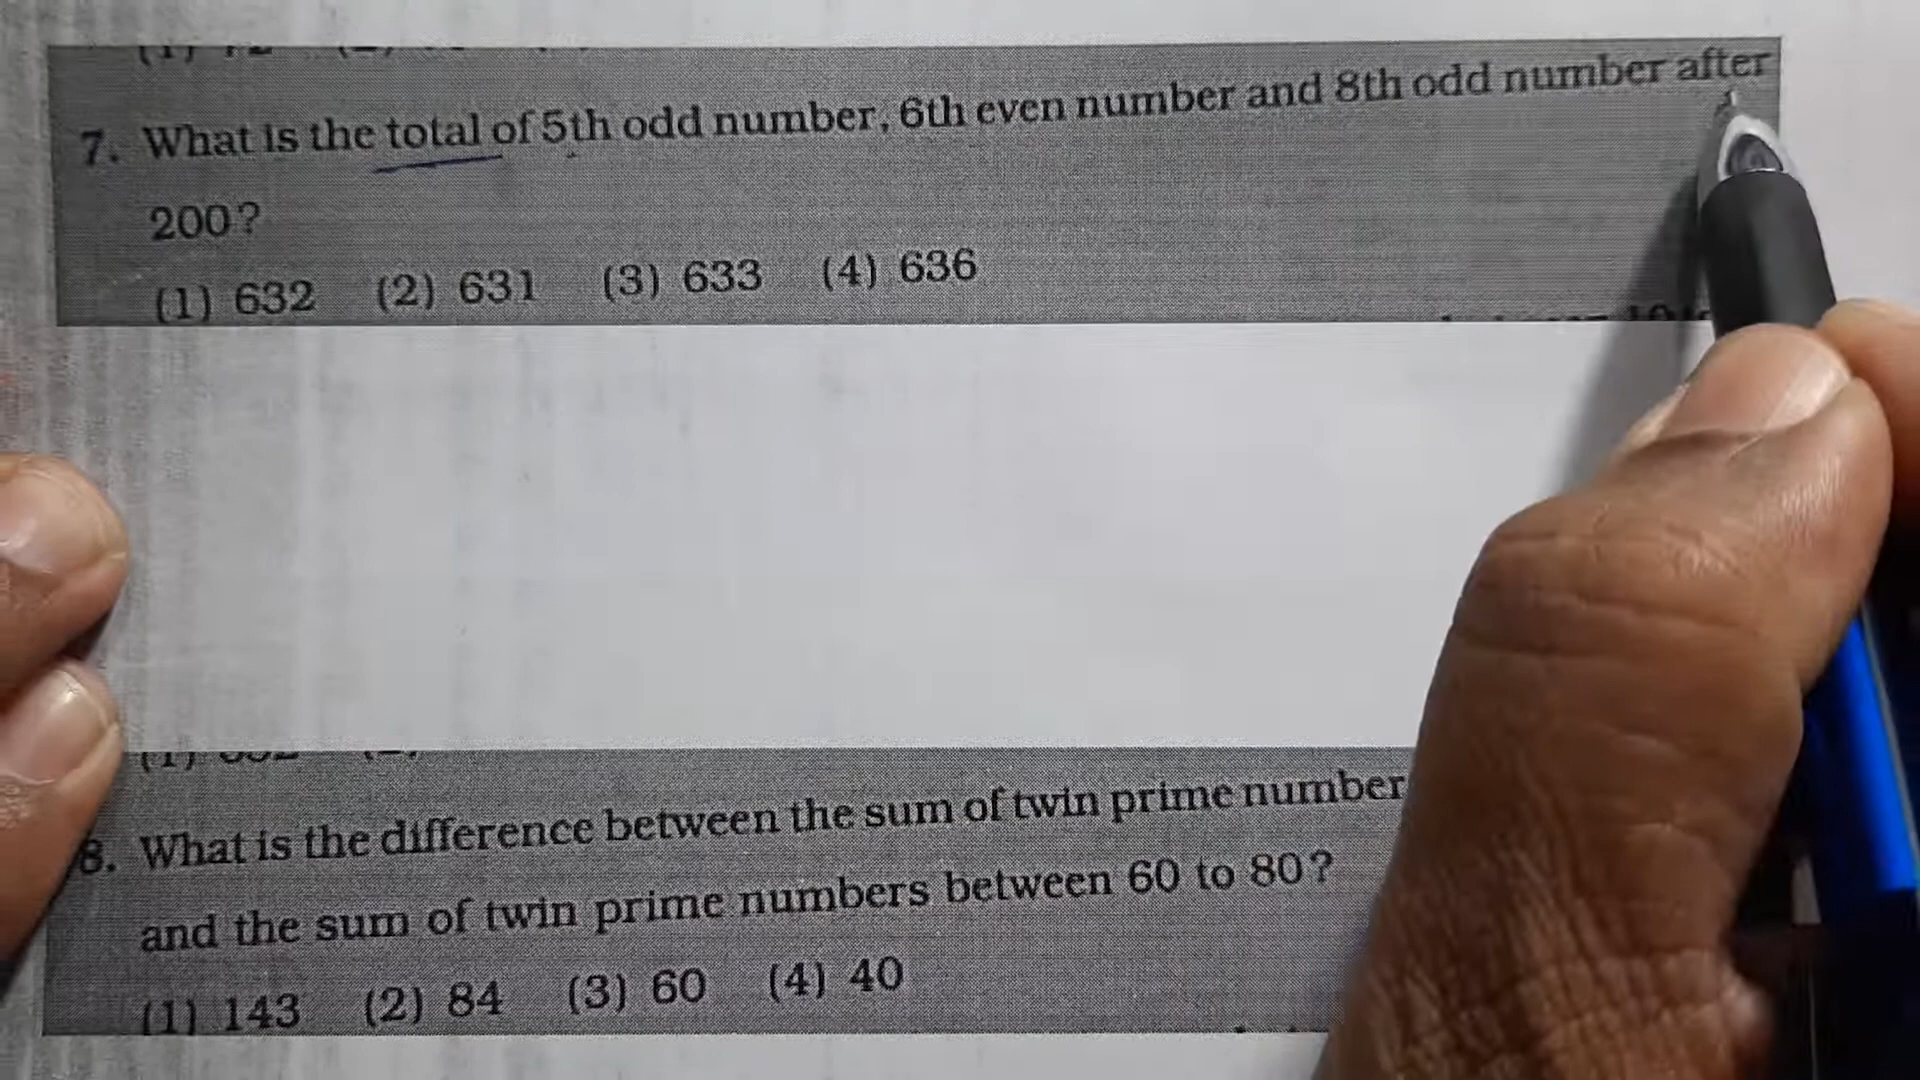 7. What is the total of 5th odd number, 6th even number and 8th odd number after
200?
(1) 632 (2) 631 (3) 633 (4) 636
8. What is the difference between the sum of twin prime number
and the sum of twin prime numbers between 60 to 80?
(1) 143 (2) 84 (3) 60 (4) 40